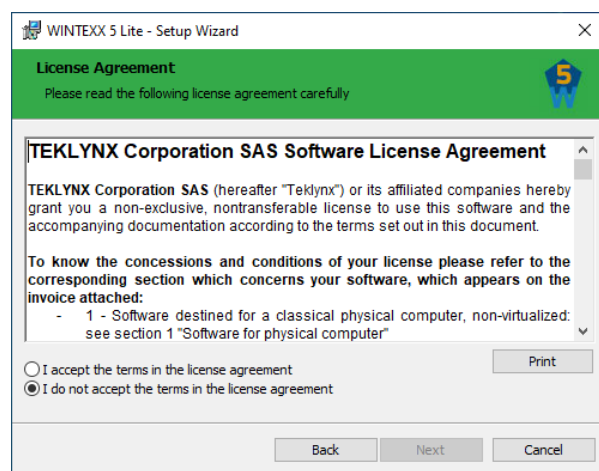 WINTEXX 5 Lite - Setup Wizard
License Agreement
Please read the following license agreement carefully
5
W
TEKLYNX Corporation SAS Software License Agreement
TEKLYNX Corporation SAS (hereafter "Teklynx") or its affiliated companies hereby
grant you a non-exclusive, nontransferable license to use this software and the
accompanying documentation according to the terms set out in this document.
To know the concessions and conditions of your license please refer to the
corresponding section which concerns your software, which appears on the
invoice attached:
- 1 - Software destined for a classical physical computer, non-virtualized:
see section 1 "Software for physical computer"
I accept the terms in the license agreement
I do not accept the terms in the license agreement
Print
Back Next Cancel